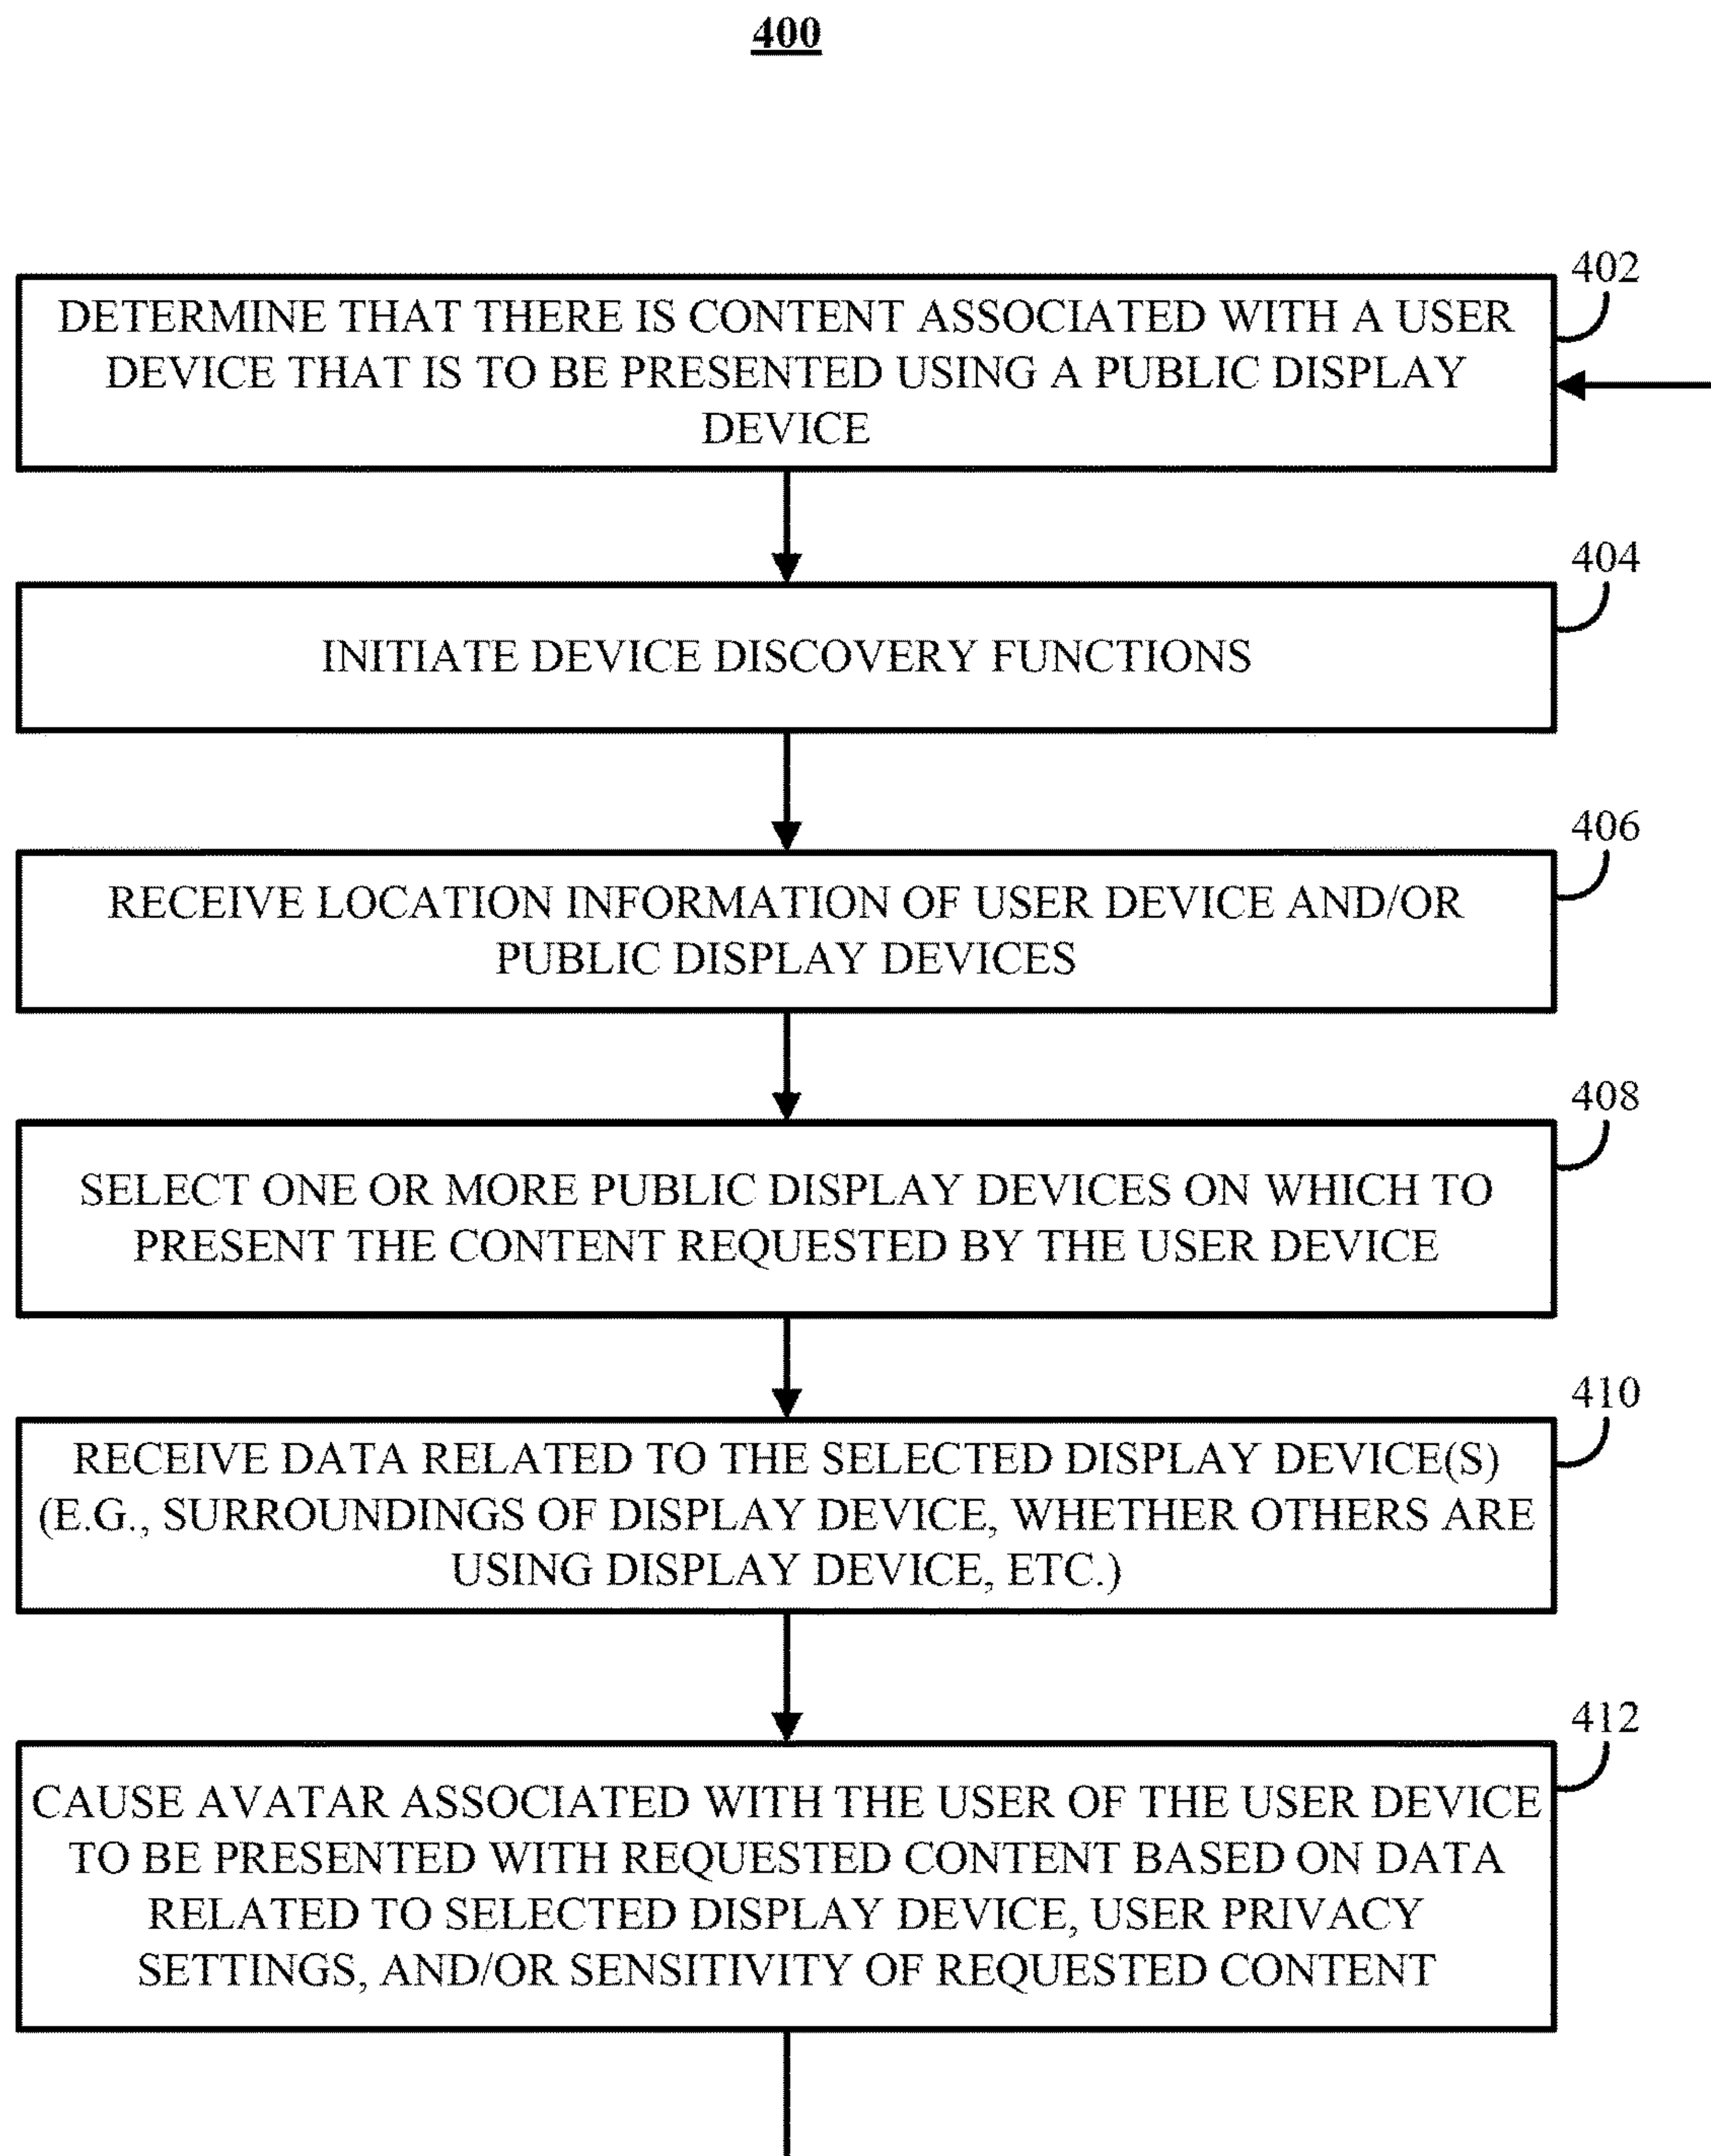 400
402
DETERMINE THAT THERE IS CONTENT ASSOCIATED WITH A USER
DEVICE THAT IS TO BE PRESENTED USING A PUBLIC DISPLAY
DEVICE
404
INITIATE DEVICE DISCOVERY FUNCTIONS
406
RECEIVE LOCATION INFORMATION OF USER DEVICE AND/OR
PUBLIC DISPLAY DEVICES
408
SELECT ONE OR MORE PUBLIC DISPLAY DEVICES ON WHICH TO
PRESENT THE CONTENT REQUESTED BY THE USER DEVICE
410
RECEIVE DATA RELATED TO THE SELECTED DISPLAY DEVICE(S)
(E.G., SURROUNDINGS OF DISPLAY DEVICE, WHETHER OTHERS ARE
USING DISPLAY DEVICE, ETC.)
412
CAUSE AVATAR ASSOCIATED WITH THE USER OF THE USER DEVICE
TO BE PRESENTED WITH REQUESTED CONTENT BASED ON DATA
RELATED TO SELECTED DISPLAY DEVICE, USER PRIVACY
SETTINGS, AND/OR SENSITIVITY OF REQUESTED CONTENT